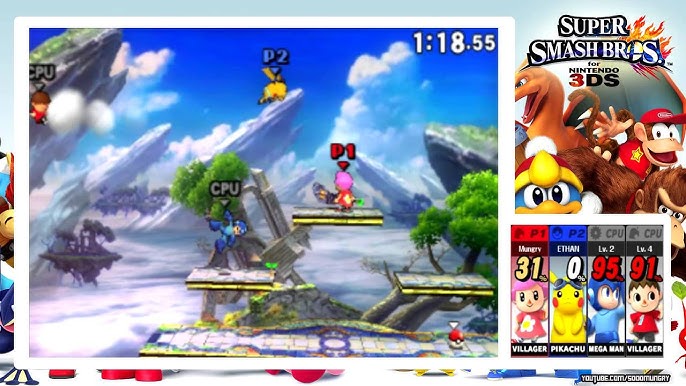 CPU
P2
1:18.55
P1
CPU
SUPER
SMASH BROS.
for
NINTENDO
3DS
P1 P2 CPU CPU
Mungry ETHAN Lv. 2 Lv. 4
31% 0% 95% 91%
VILLAGER PIKACHU MEGA MAN VILLAGER
YOUTUBE.COM/SOOOMUNGRY